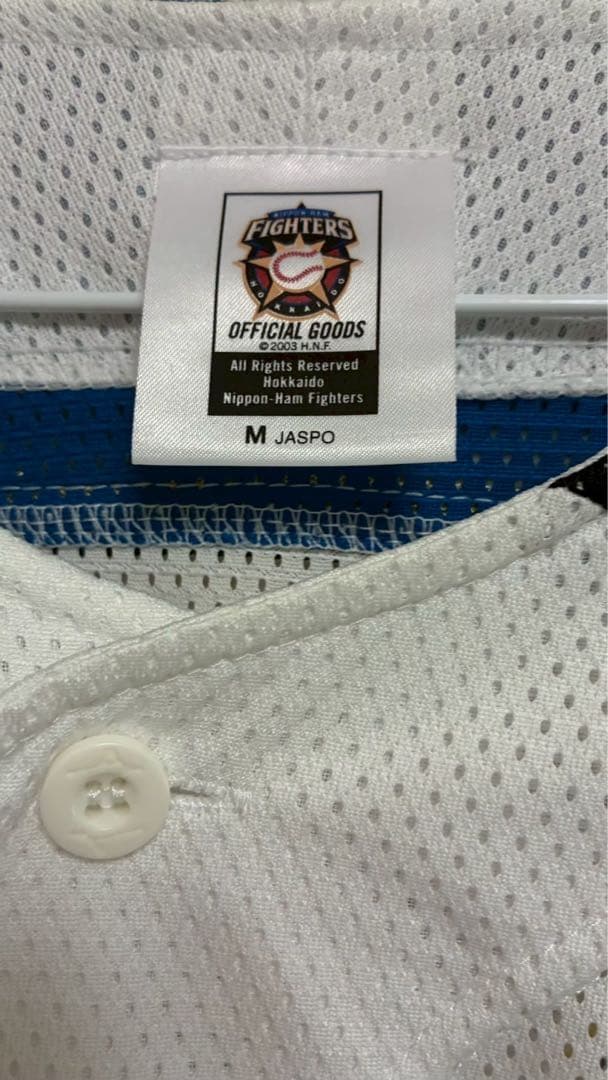 NIPPON-HAM
FIGHTERS
HOKKAIDO
OFFICIAL GOODS
©2003 H.N.F.
All Rights Reserved
Hokkaido
Nippon-Ham Fighters
M JASPO